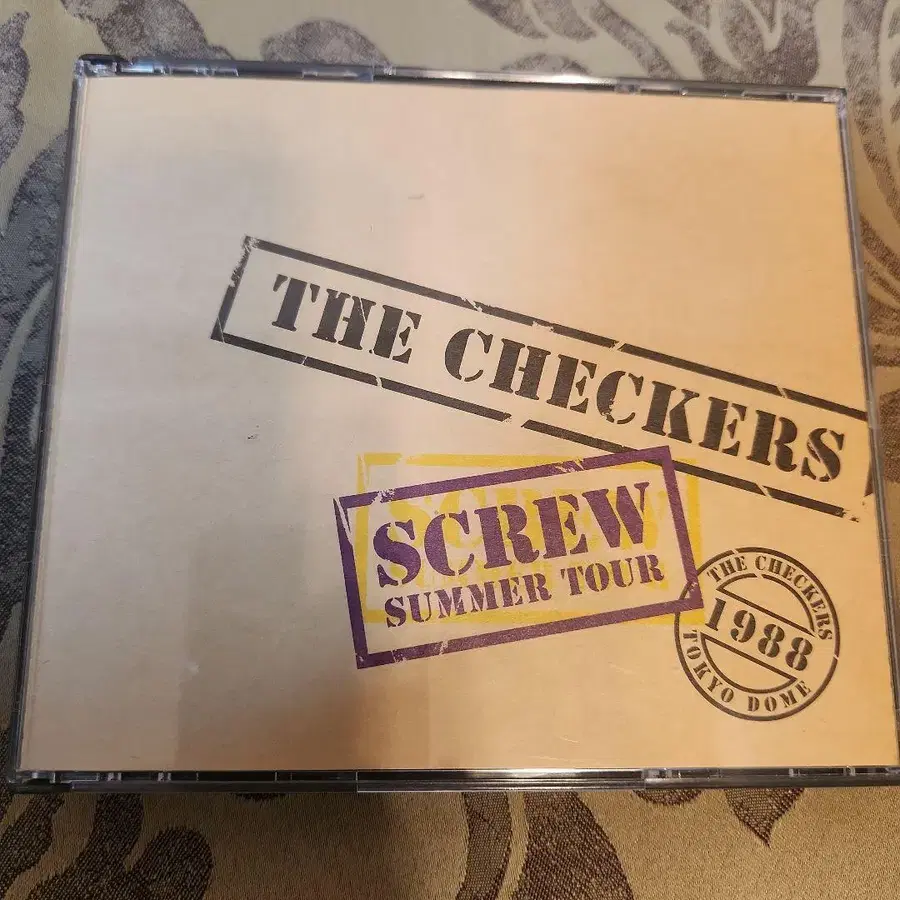 THE CHECKERS
SCREW
SUMMER TOUR
THE CHECKERS
1988
TOKYO DOME